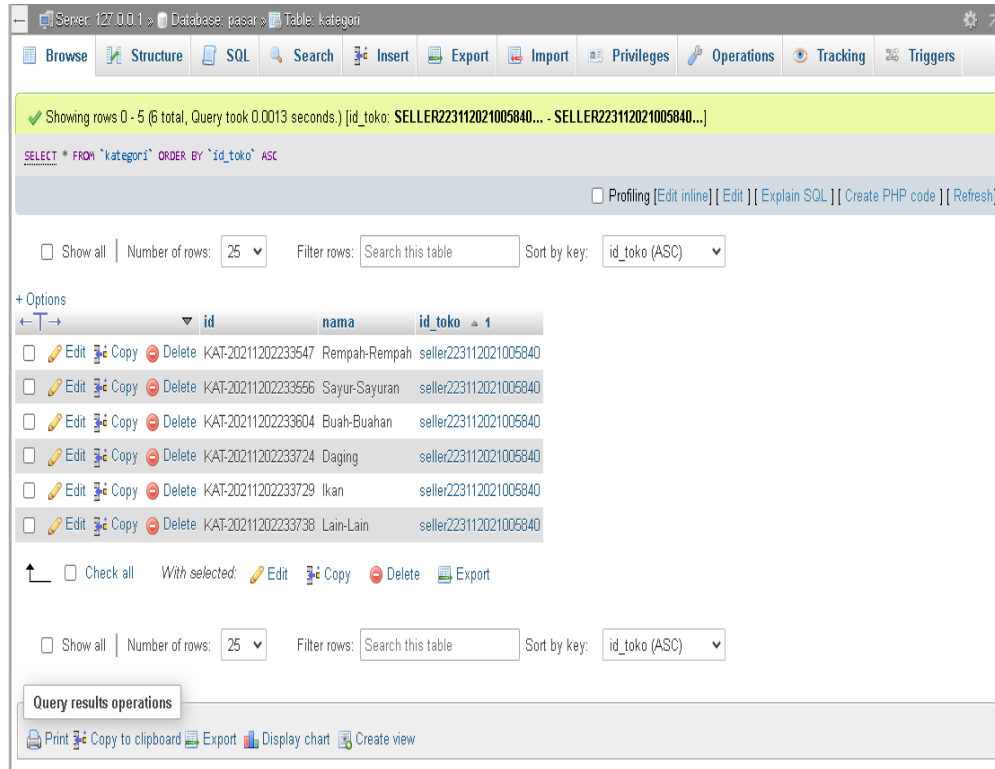 Server: 127.0.0.1 » Database: pasar » Table: kategori
Browse Structure SQL Search Insert Export Import Privileges Operations Tracking Triggers
Showing rows 0 - 5 (6 total, Query took 0.0013 seconds.) [id_toko: SELLER223112021005840... - SELLER223112021005840...]
SELECT * FROM `kategori` ORDER BY `id_toko` ASC
Profiling [Edit inline] [ Edit ] [ Explain SQL ] [ Create PHP code ] [ Refresh]
Show all Number of rows: 25 Filter rows: Search this table Sort by key: id_toko (ASC)
+ Options
←T→ id nama id_toko 1
Edit Copy Delete KAT-20211202233547 Rempah-Rempah seller223112021005840
Edit Copy Delete KAT-20211202233556 Sayur-Sayuran seller223112021005840
Edit Copy Delete KAT-20211202233604 Buah-Buahan seller223112021005840
Edit Copy Delete KAT-20211202233724 Daging seller223112021005840
Edit Copy Delete KAT-20211202233729 Ikan seller223112021005840
Edit Copy Delete KAT-20211202233738 Lain-Lain seller223112021005840
Check all With selected: Edit Copy Delete Export
Show all Number of rows: 25 Filter rows: Search this table Sort by key: id_toko (ASC)
Query results operations
Print Copy to clipboard Export Display chart Create view